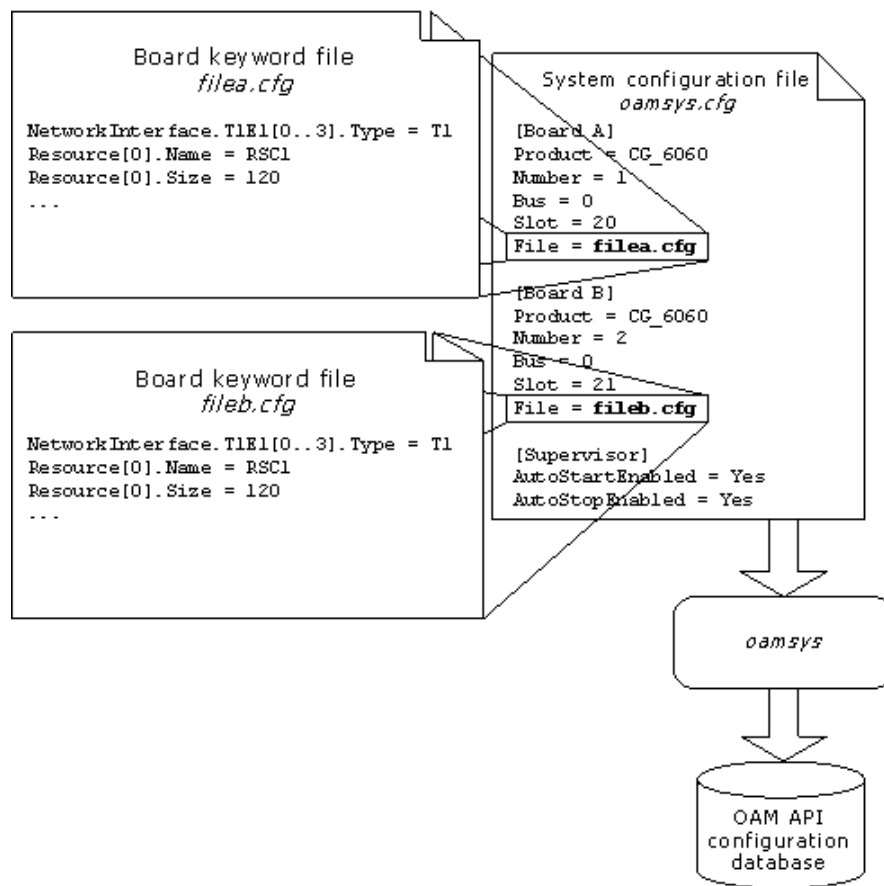 Board keyword file
filea.cfg
NetworkInterface.T1E1[0..3].Type = T1
Resource[0].Name = RSC1
Resource[0].Size = 120
...
System configuration file
oamsys.cfg
[Board A]
Product = CG_6060
Number = 1
Bus = 0
Slot = 20
File = filea.cfg
[Board B]
Product = CG_6060
Number = 2
Bus = 0
Slot = 21
File = fileb.cfg
[Supervisor]
AutoStartEnabled = Yes
AutoStopEnabled = Yes
Board keyword file
fileb.cfg
NetworkInterface.T1E1[0..3].Type = T1
Resource[0].Name = RSC1
Resource[0].Size = 120
...
oamsys
OAM API
configuration
database